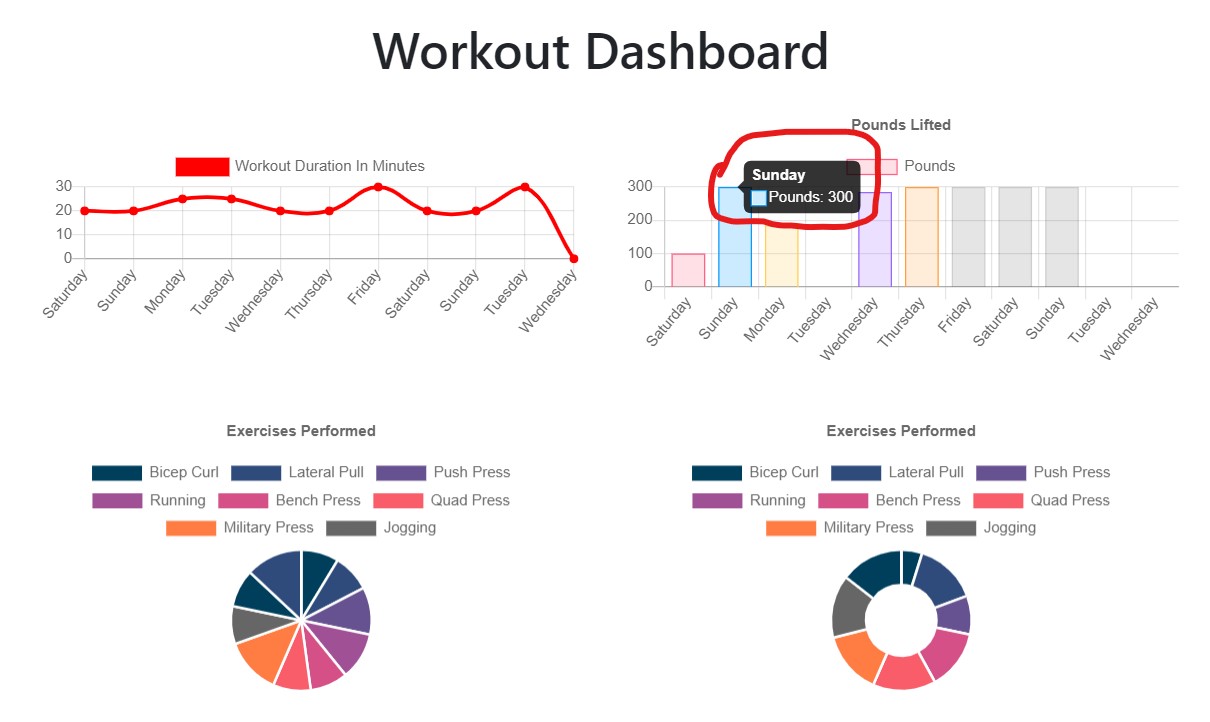 Workout Dashboard
Workout Duration In Minutes
30
20
10
0
Saturday
Sunday
Monday
Tuesday
Wednesday
Thursday
Friday
Saturday
Sunday
Tuesday
Wednesday
Pounds Lifted
Pounds
Sunday
Pounds: 300
300
200
100
0
Saturday
Sunday
Monday
Tuesday
Wednesday
Thursday
Friday
Saturday
Sunday
Tuesday
Wednesday
Exercises Performed
Bicep Curl Lateral Pull Push Press
Running Bench Press Quad Press
Military Press Jogging
Exercises Performed
Bicep Curl Lateral Pull Push Press
Running Bench Press Quad Press
Military Press Jogging